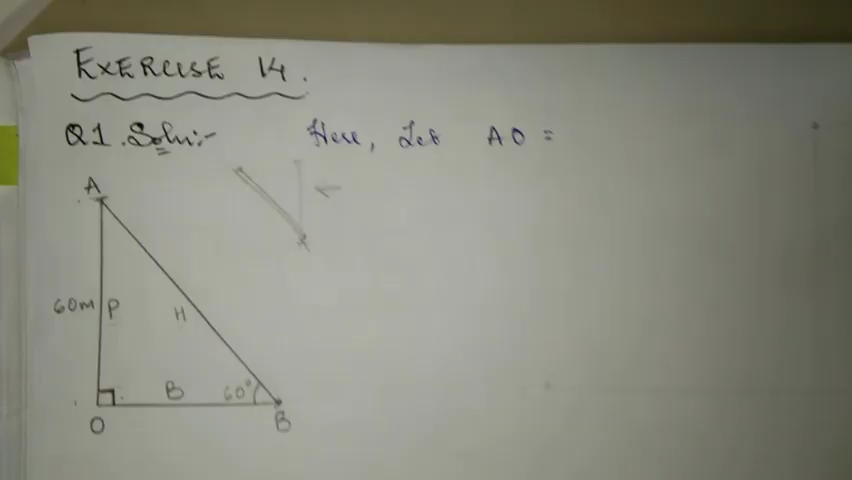 EXERCISE 14.
Q1. Soln:- Here, Let AO =
A
60m P H
B 60°
O B